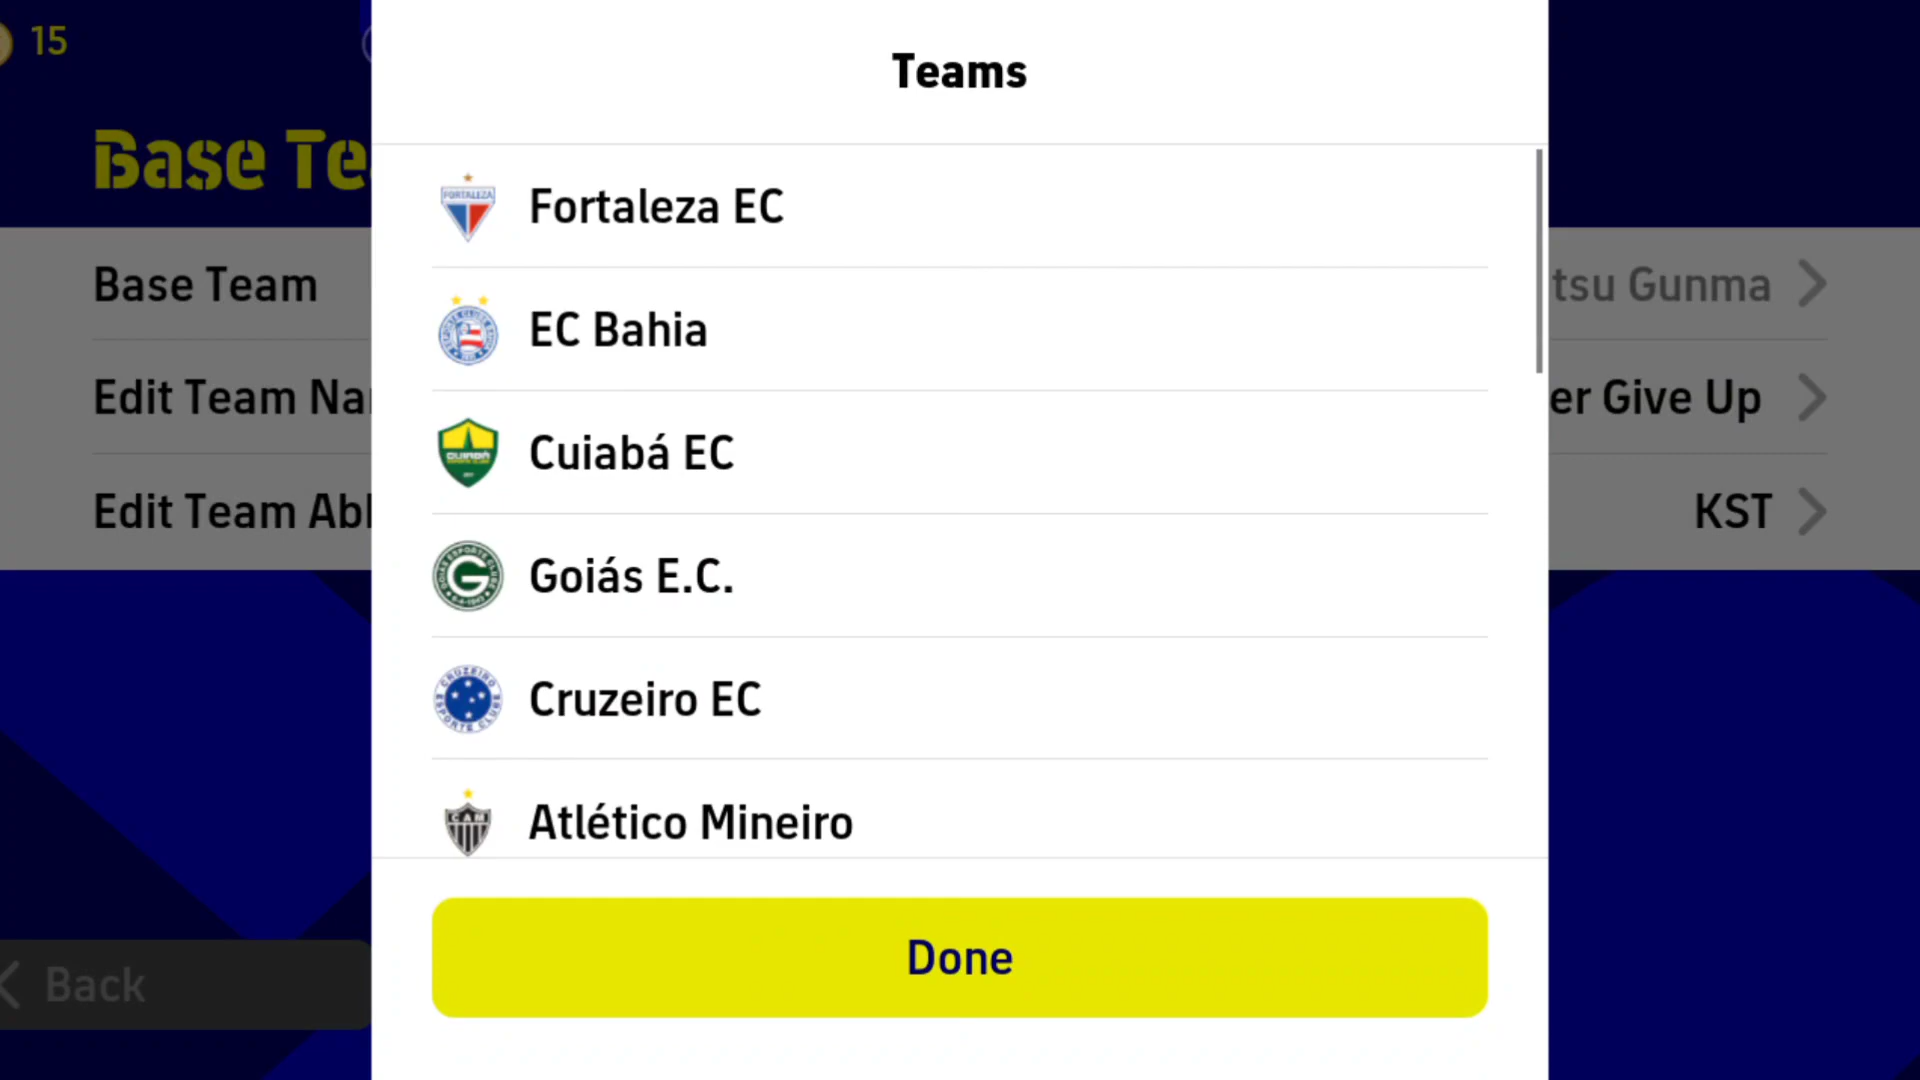 15
Teams
Base Te
Fortaleza EC
Base Team
tsu Gunma
EC Bahia
Edit Team Na
er Give Up
Cuiabá EC
Edit Team Ab
KST
Goiás E.C.
Cruzeiro EC
Atlético Mineiro
Done
Back